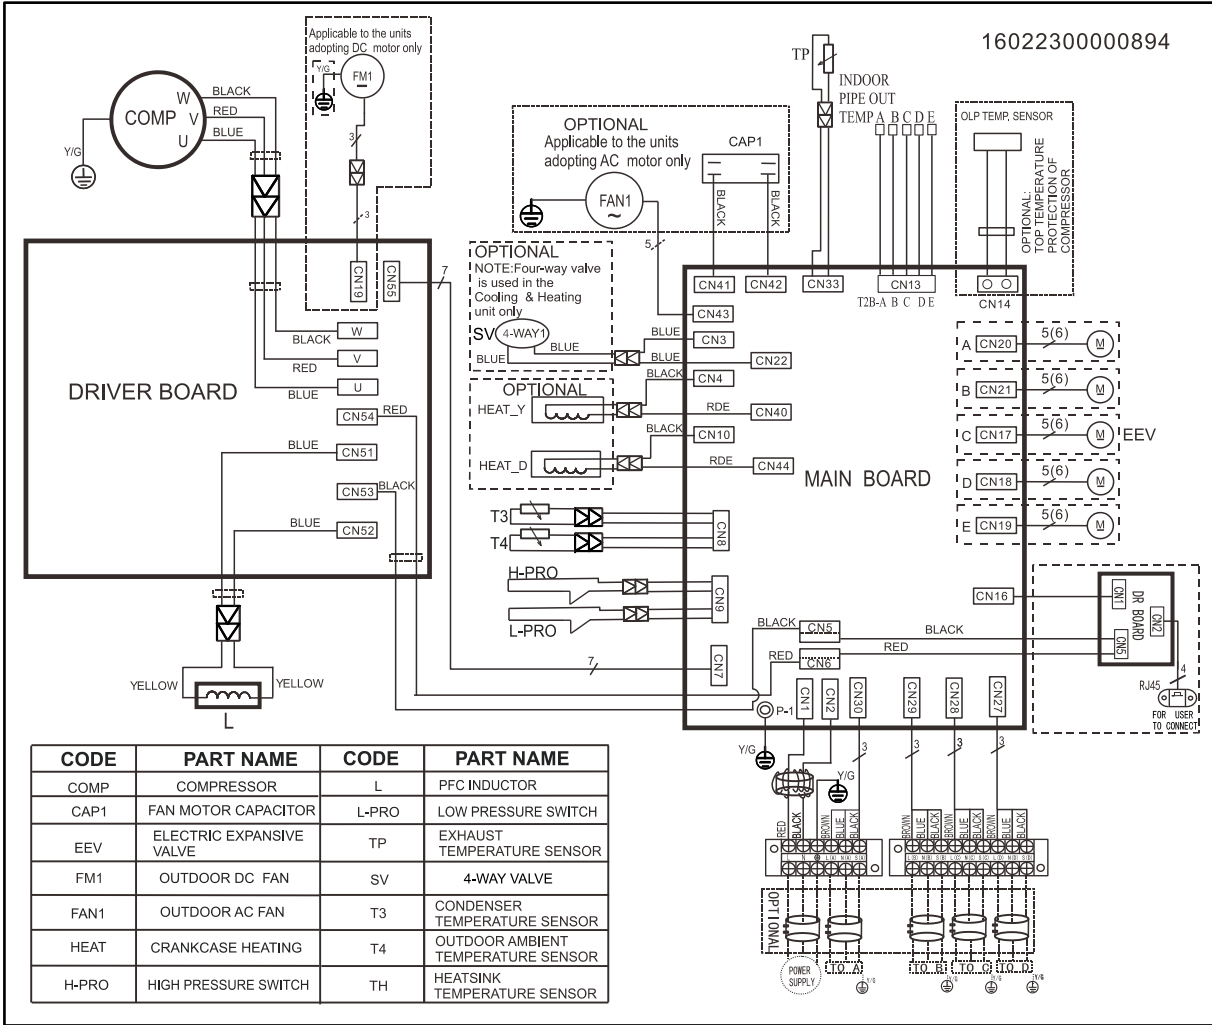 16022300000894
Applicable to the units
adopting DC motor only
Y/G
FM1
3
3
CN19
COMP
W
V
U
BLACK
RED
BLUE
Y/G
DRIVER BOARD
CN55
7
W
BLACK
V
RED
U
BLUE
CN54
RED
BLUE
CN51
CN53
BLACK
BLUE
CN52
YELLOW
YELLOW
L
OPTIONAL
Applicable to the units
adopting AC motor only
CAP1
FAN1
~
5
BLACK
BLACK
TP
INDOOR
PIPE OUT
TEMP
A B C D E
OLP TEMP, SENSOR
OPTIONAL:
TOP TEMPERATURE
PROTECTION OF
COMPRESSOR
OPTIONAL
NOTE:Four-way valve
is used in the
Cooling & Heating
unit only
SV
4-WAY1
BLUE
BLUE
BLUE
BLUE
OPTIONAL
HEAT_Y
BLACK
RDE
HEAT_D
BLACK
RDE
CN41
CN42
CN33
CN13
T2B-A B C D E
CN14
CN43
CN3
CN22
CN4
CN40
CN10
CN44
MAIN BOARD
A CN20 5(6) M
B CN21 5(6) M
C CN17 5(6) M
EEV
D CN18 5(6) M
E CN19 5(6) M
T3
T4
CN8
H-PRO
L-PRO
CN9
7
CN7
CN16
BLACK
CN5
BLACK
RED
CN6
RED
CN1
DR BOARD
CN2
CN5
4
RJ45
FOR USER
TO CONNECT
P-1
CN1
CN2
CN30
CN29
CN28
CN27
Y/G
Y/G
3
3
3
3
RED
BLACK
BROWN
BLUE
BLACK
BROWN
BLUE
BLACK
BROWN
BLUE
BLACK
BROWN
BLUE
BLACK
L N L(A) N(A) S(A)
L(B) N(B) S(B) L(C) N(C) S(C) L(D) N(D) S(D)
OPTIONAL
POWER
SUPPLY
TO A
Y/G
TO B
Y/G
TO C
Y/G
TO D
Y/G
CODE PART NAME CODE PART NAME
COMP COMPRESSOR L PFC INDUCTOR
CAP1 FAN MOTOR CAPACITOR L-PRO LOW PRESSURE SWITCH
EEV ELECTRIC EXPANSIVE VALVE TP EXHAUST TEMPERATURE SENSOR
FM1 OUTDOOR DC FAN SV 4-WAY VALVE
FAN1 OUTDOOR AC FAN T3 CONDENSER TEMPERATURE SENSOR
HEAT CRANKCASE HEATING T4 OUTDOOR AMBIENT TEMPERATURE SENSOR
H-PRO HIGH PRESSURE SWITCH TH HEATSINK TEMPERATURE SENSOR